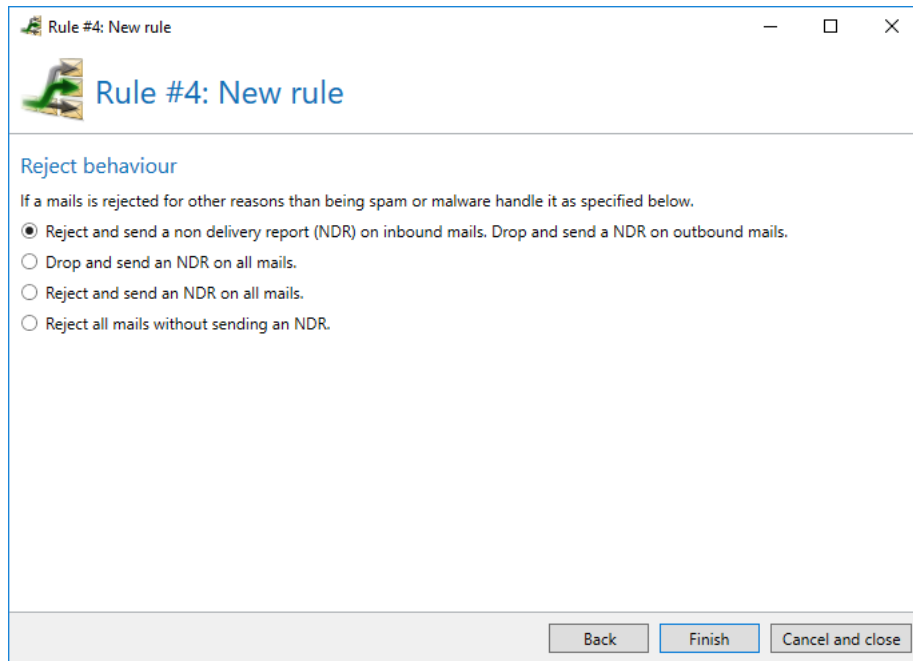 Rule #4: New rule
Rule #4: New rule
Reject behaviour
If a mails is rejected for other reasons than being spam or malware handle it as specified below.
Reject and send a non delivery report (NDR) on inbound mails. Drop and send a NDR on outbound mails.
Drop and send an NDR on all mails.
Reject and send an NDR on all mails.
Reject all mails without sending an NDR.
Back Finish Cancel and close